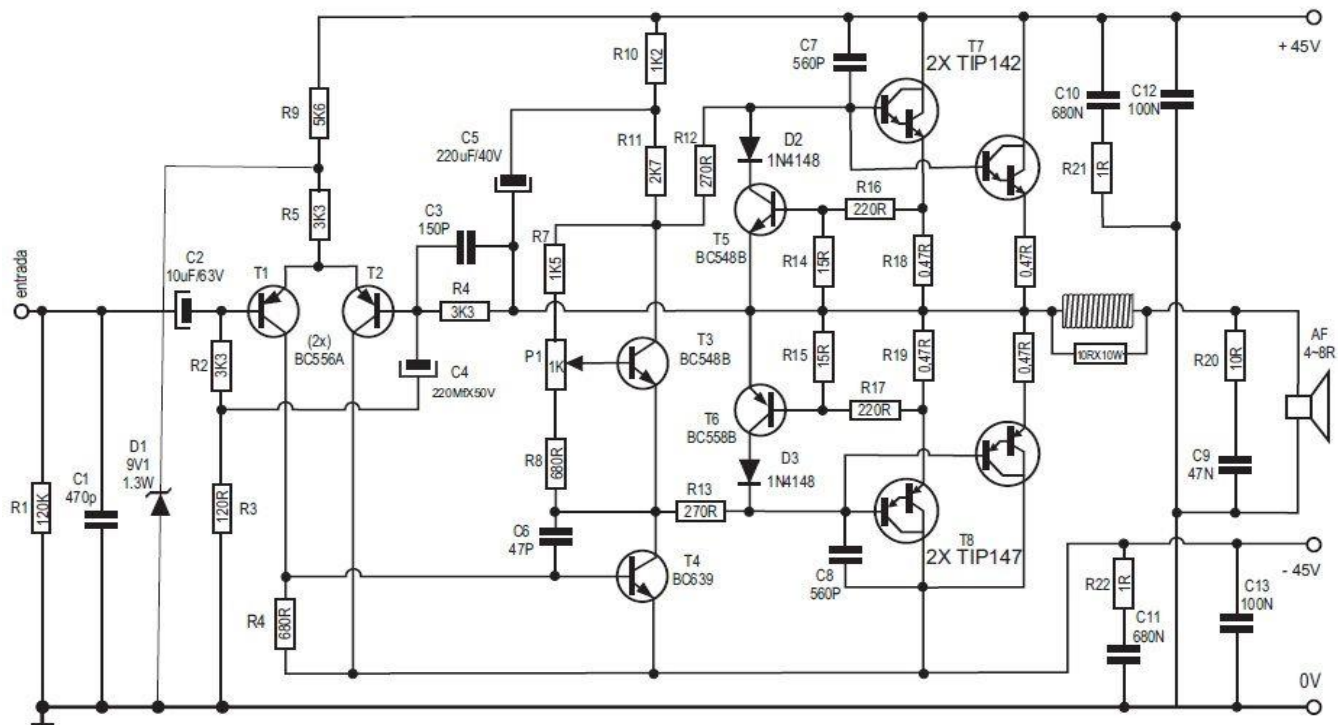 R10
1K2
C7
560P
T7
2X TIP142
+ 45V
R9
5K6
C5
220uF/40V
R11
2K7
R12
270R
D2
1N4148
C10
680N
C12
100N
R21
1R
R5
3K3
C3
150P
R16
220R
entrada
C2
10uF/63V
T1
T2
R7
1K5
T5
BC548B
R14
15R
R18
0,47R
0,47R
R4
3K3
(2x)
BC556A
R2
3K3
P1
1K
T3
BC548B
R15
15R
R19
0,47R
0,47R
10RX10W
R20
10R
AF
4~8R
C4
220MfX50V
R17
220R
T6
BC558B
D1
9V1
1.3W
R8
680R
D3
1N4148
C9
47N
R1
120K
C1
470p
120R
R3
R13
270R
C6
47P
T4
BC639
T8
2X TIP147
C8
560P
- 45V
R4
680R
R22
1R
C11
680N
C13
100N
0V